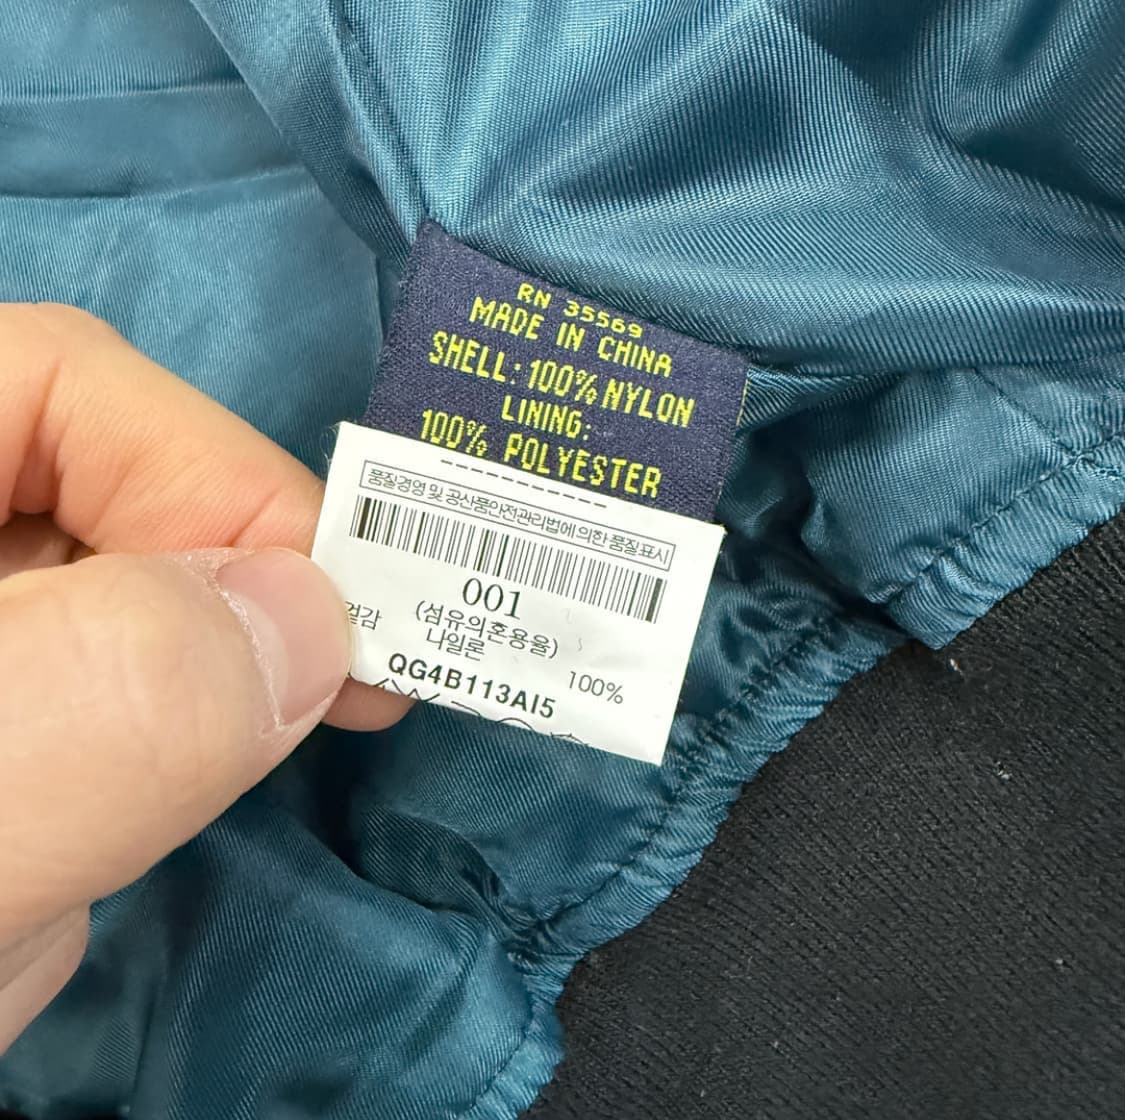 RN 35569
MADE IN CHINA
SHELL: 100% NYLON
LINING:
100% POLYESTER
품질경영 및 공산품안전관리법에 의한 품질표시
001
(섬유의혼용율)
겉감 나일론 100%
QG4B113AI5